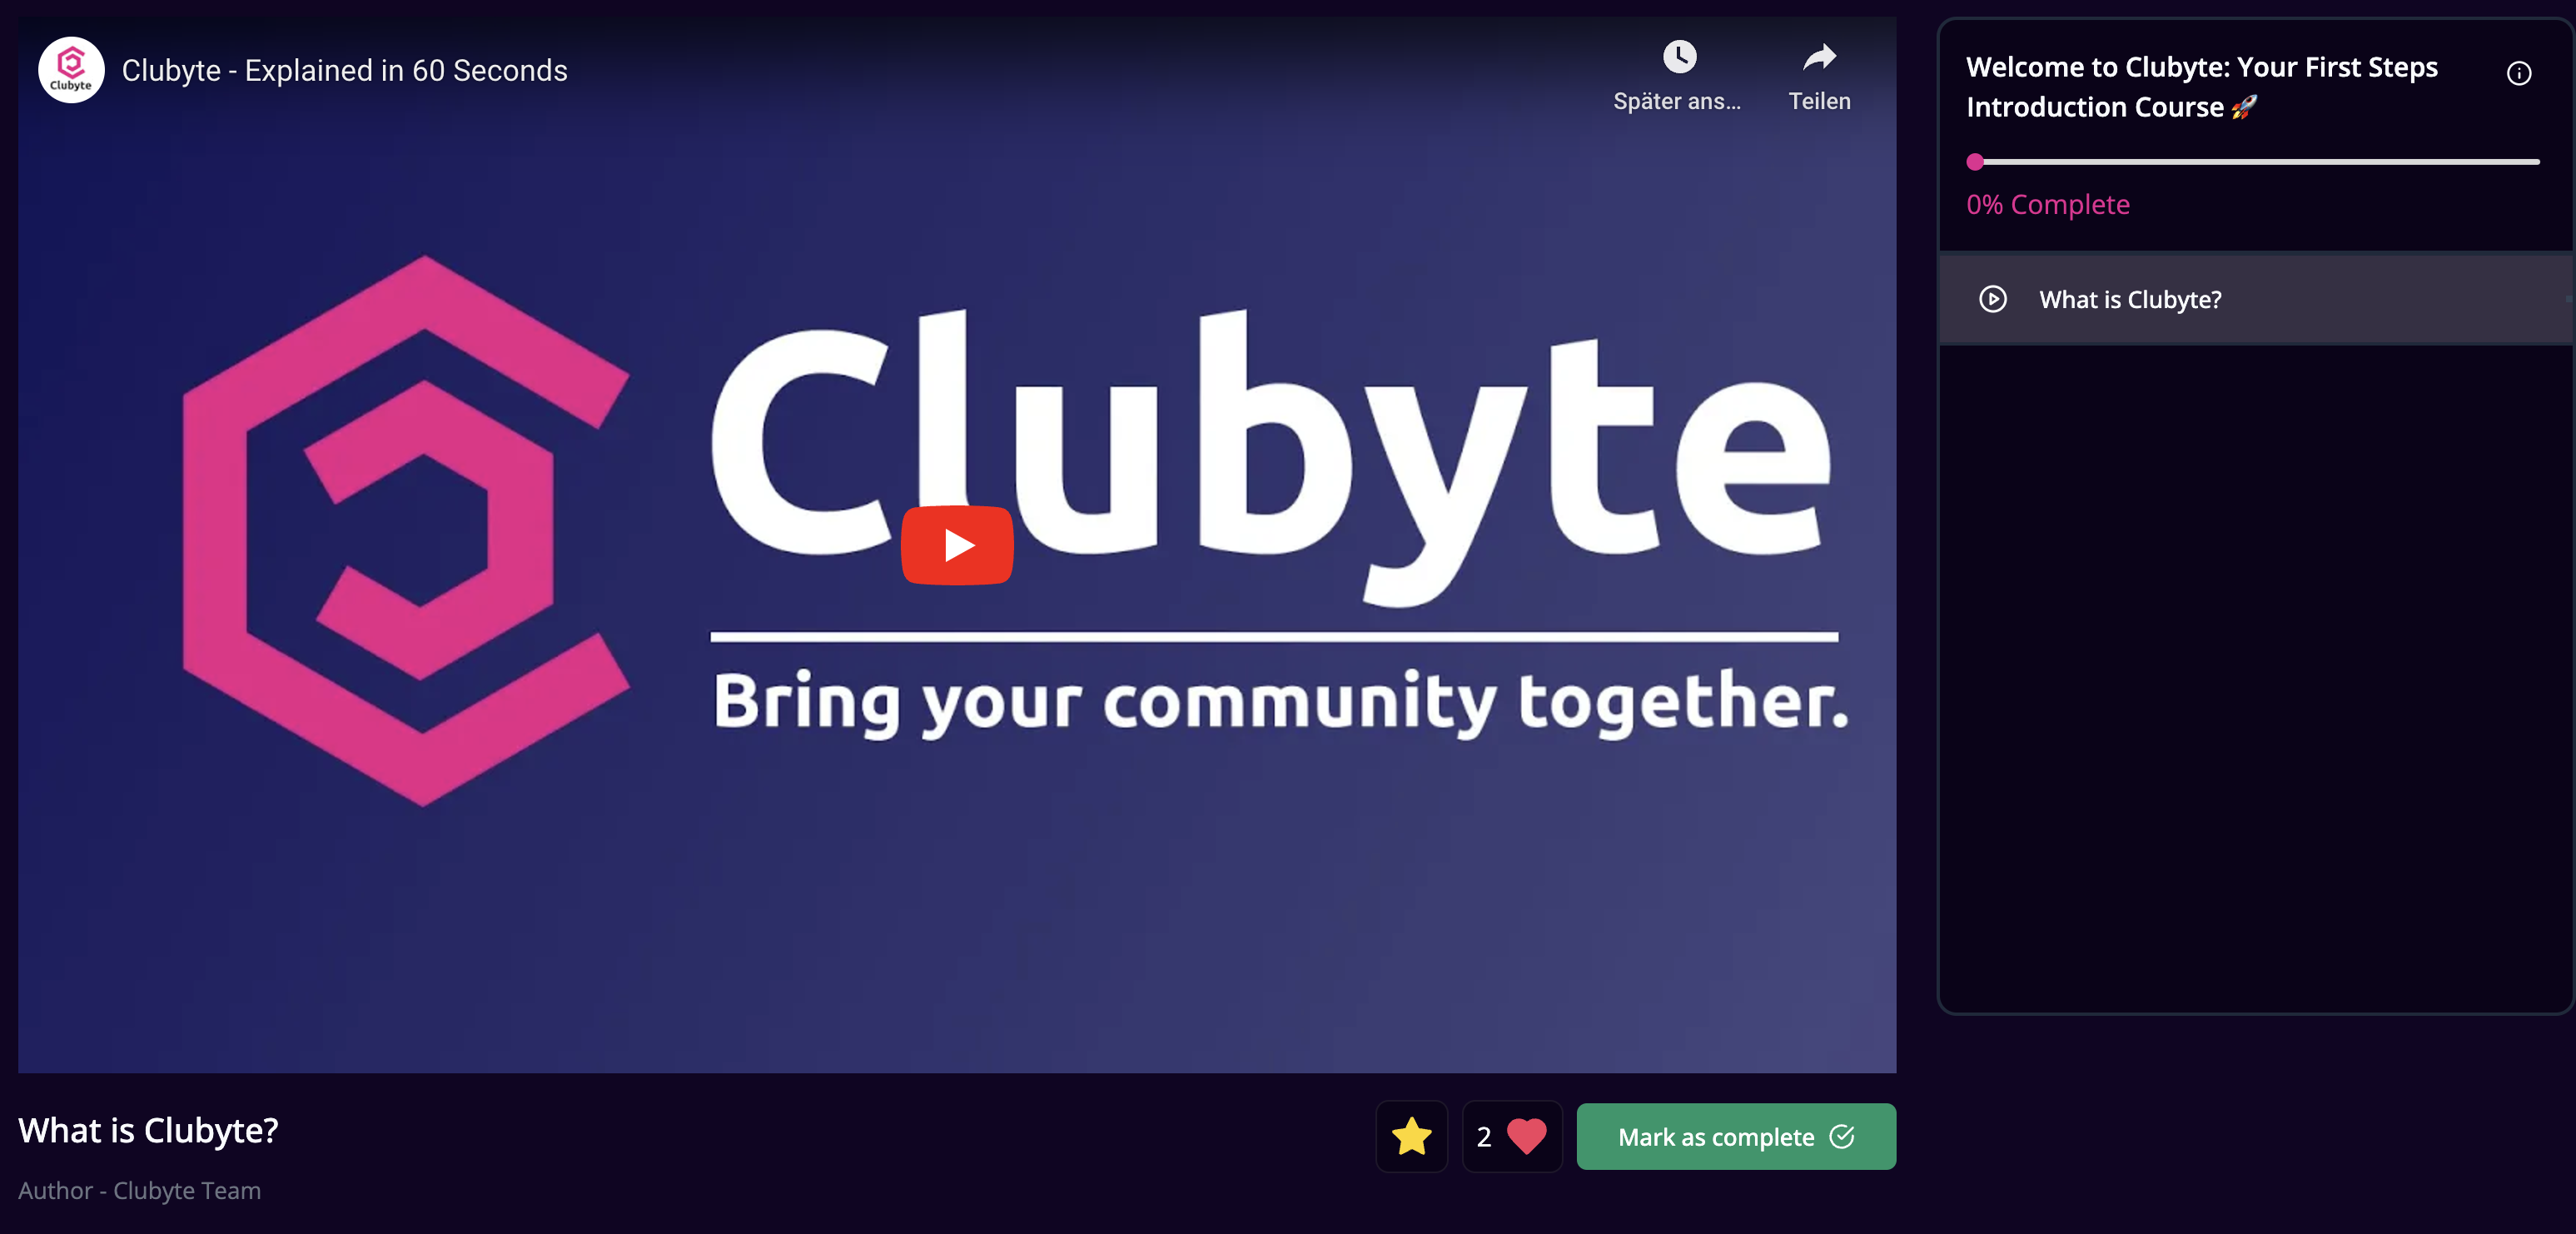 Clubyte
Clubyte - Explained in 60 Seconds
Später ans...
Teilen
Clubyte
Bring your community together.
What is Clubyte?
Author - Clubyte Team
2
Mark as complete
Welcome to Clubyte: Your First Steps
Introduction Course 🚀
0% Complete
What is Clubyte?